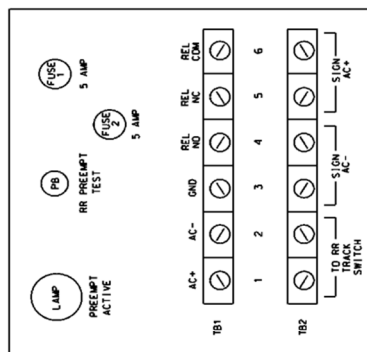 FUSE
1
5 AMP
FUSE
2
5 AMP
PB
RR PREEMPT
TEST
LAMP
PREEMPT
ACTIVE
AC+
AC-
GND
REL
NO
REL
NC
REL
COM
TB1
1
2
3
4
5
6
TB2
TO RR
TRACK
SWITCH
SIGN
AC-
SIGN
AC+